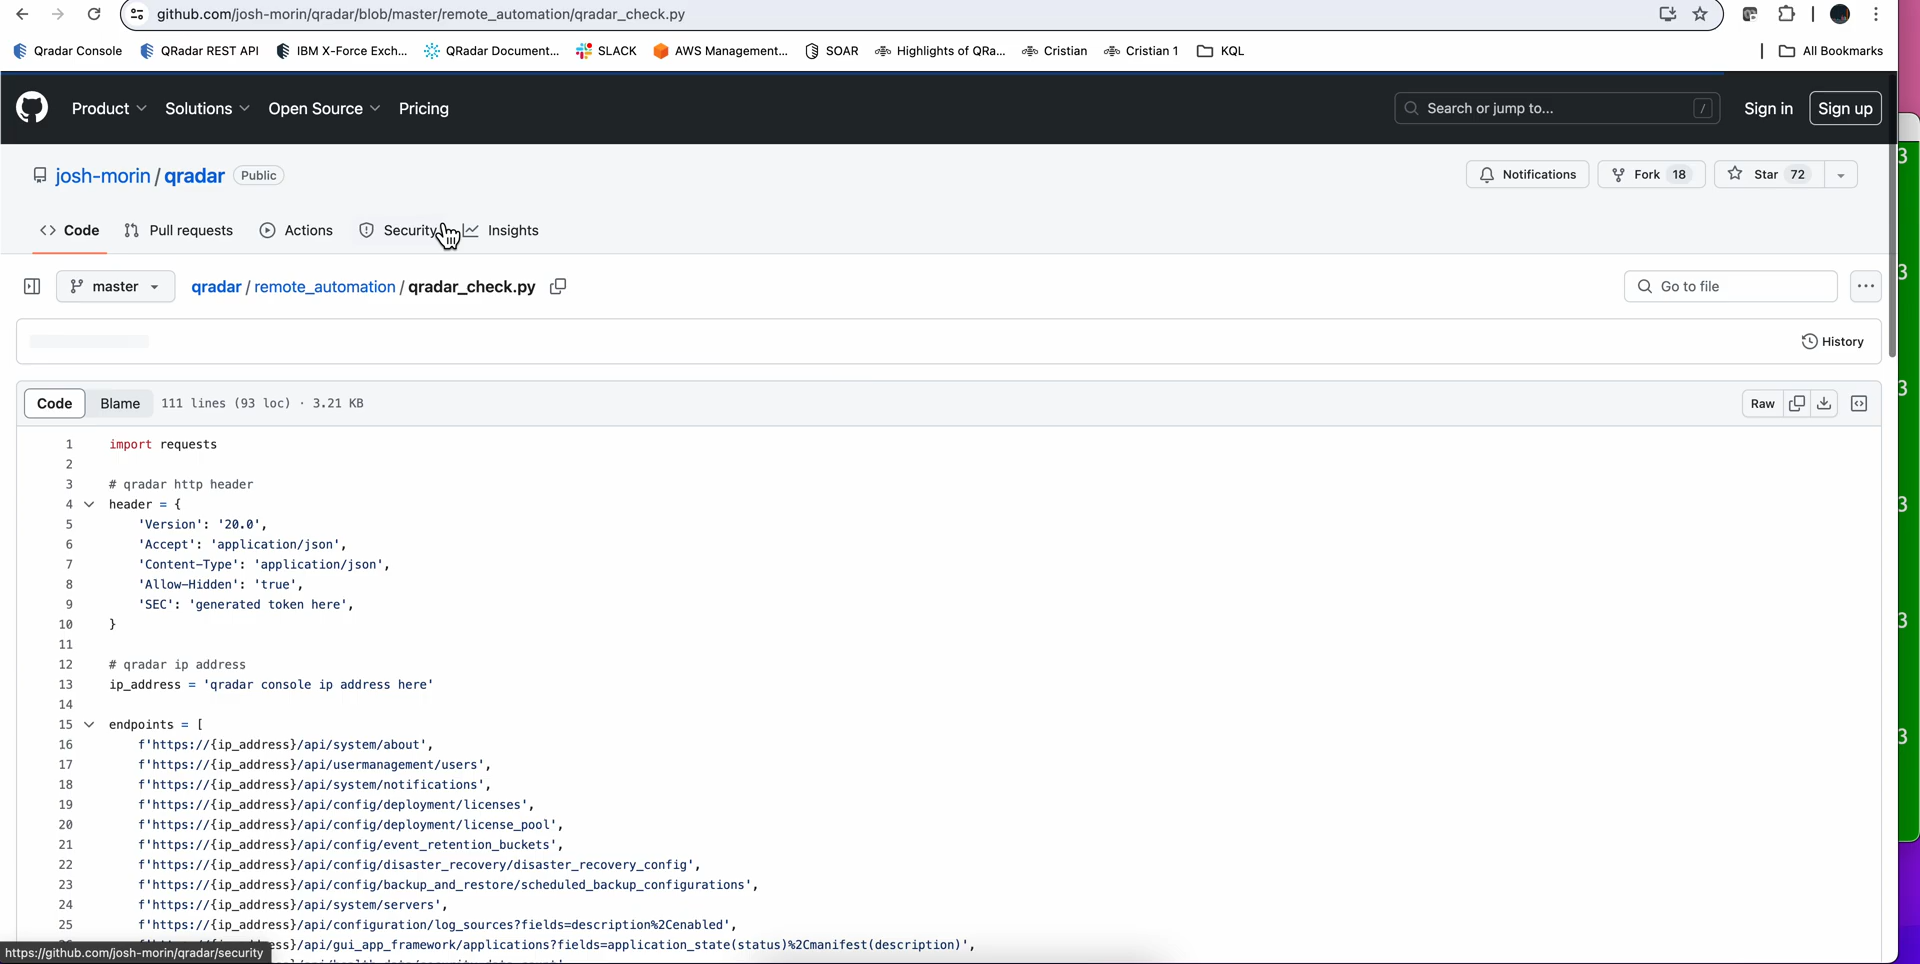 github.com/josh-morin/qradar/blob/master/remote_automation/qradar_check.py
Qradar Console QRadar REST API IBM X-Force Exch... QRadar Document... SLACK AWS Management... SOAR Highlights of QRa... Cristian Cristian 1 KQL All Bookmarks
Product Solutions Open Source Pricing Search or jump to... / Sign in Sign up
josh-morin / qradar Public Notifications Fork 18 Star 72
<> Code Pull requests Actions Security Insights
master qradar / remote_automation / qradar_check.py Go to file
History
Code Blame 111 lines (93 loc) · 3.21 KB Raw
1 import requests
2
3 # qradar http header
4 header = {
5 'Version': '20.0',
6 'Accept': 'application/json',
7 'Content-Type': 'application/json',
8 'Allow-Hidden': 'true',
9 'SEC': 'generated token here',
10 }
11
12 # qradar ip address
13 ip_address = 'qradar console ip address here'
14
15 endpoints = [
16 f'https://{ip_address}/api/system/about',
17 f'https://{ip_address}/api/usermanagement/users',
18 f'https://{ip_address}/api/system/notifications',
19 f'https://{ip_address}/api/config/deployment/licenses',
20 f'https://{ip_address}/api/config/deployment/license_pool',
21 f'https://{ip_address}/api/config/event_retention_buckets',
22 f'https://{ip_address}/api/config/disaster_recovery/disaster_recovery_config',
23 f'https://{ip_address}/api/config/backup_and_restore/scheduled_backup_configurations',
24 f'https://{ip_address}/api/system/servers',
25 f'https://{ip_address}/api/configuration/log_sources?fields=description%2Cenabled',
ess}/api/gui_app_framework/applications?fields=application_state(status)%2Cmanifest(description)',
https://github.com/josh-morin/qradar/security
3
3
3
3
3
3